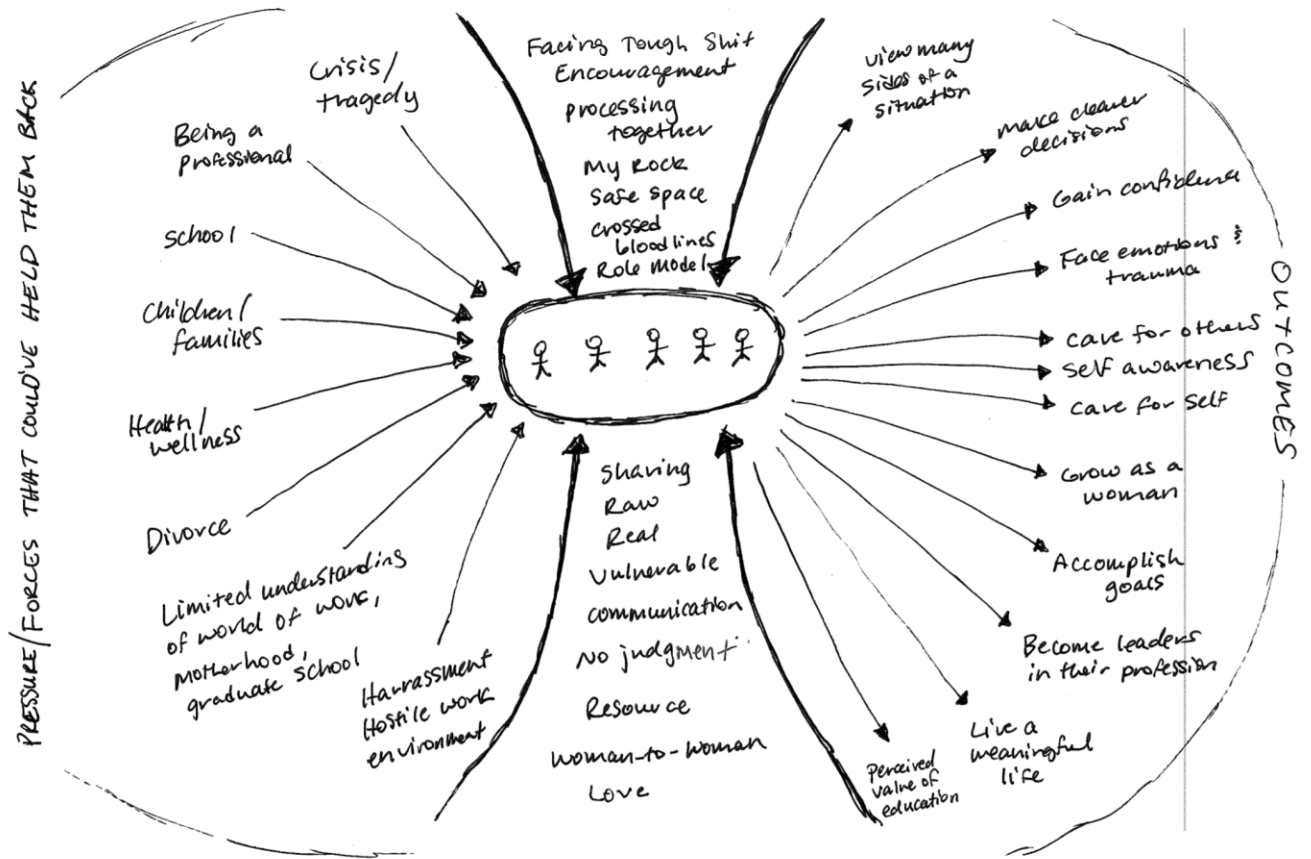 PRESSURE/FORCES THAT COULD'VE HELD THEM BACK
Crisis/
tragedy
Being a
professional
School
Children/
families
Health/
wellness
Divorce
Limited understanding
of world of work,
motherhood,
graduate school
Harrassment
Hostile work
environment
Facing Tough Shit
Encouragement
processing
together
My Rock
Safe space
crossed
bloodlines
Role Model
Sharing
Raw
Real
Vulnerable
communication
No judgment
Resource
Woman-to-Woman
Love
view many
sides of a
situation
make clearer
decisions
Gain confidence
Face emotions &
trauma
care for others
self awareness
care for self
Grow as a
woman
Accomplish
goals
Become leaders
in their profession
Live a
meaningful
life
Perceived
value of
education
OUTCOMES